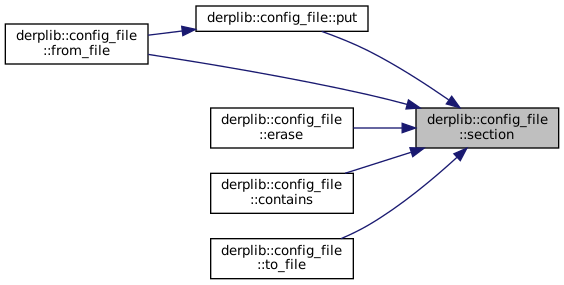 derplib::config_file::put
derplib::config_file
::from_file
derplib::config_file
::section
derplib::config_file
::erase
derplib::config_file
::contains
derplib::config_file
::to_file